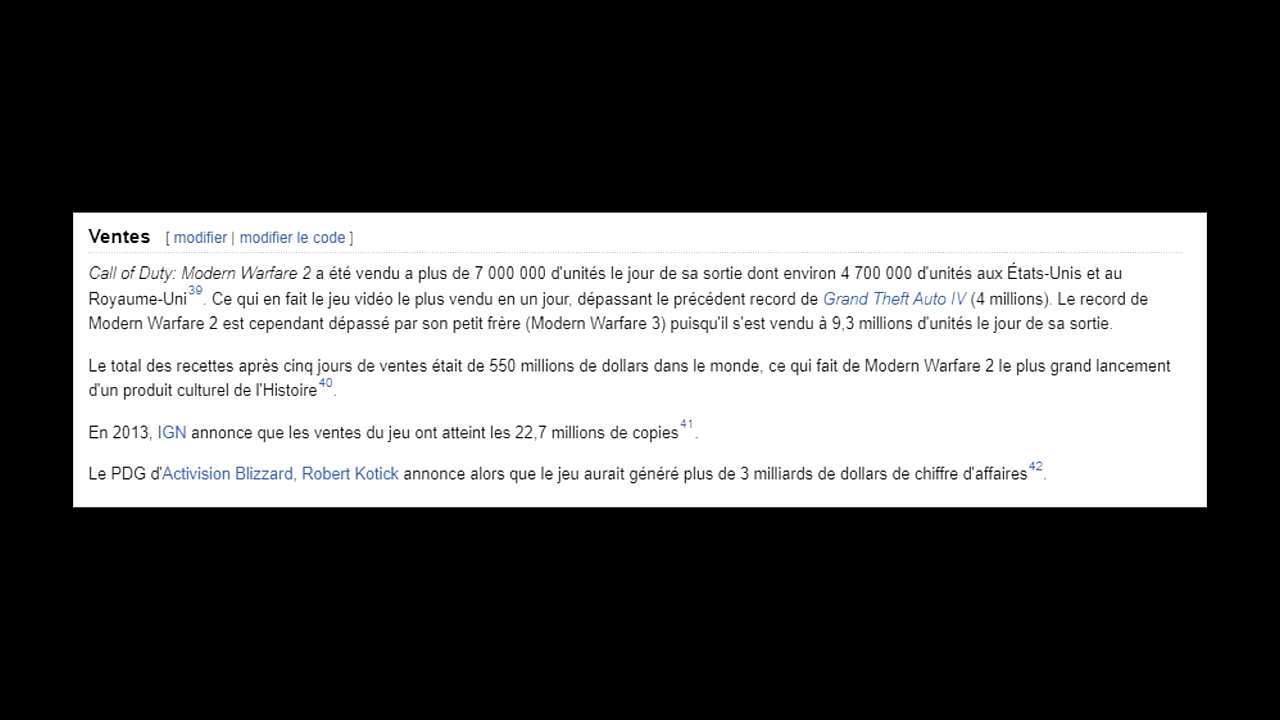 Ventes [ modifier | modifier le code ]
Call of Duty: Modern Warfare 2 a été vendu a plus de 7 000 000 d'unités le jour de sa sortie dont environ 4 700 000 d'unités aux États-Unis et au
Royaume-Uni39. Ce qui en fait le jeu vidéo le plus vendu en un jour, dépassant le précédent record de Grand Theft Auto IV (4 millions). Le record de
Modern Warfare 2 est cependant dépassé par son petit frère (Modern Warfare 3) puisqu'il s'est vendu à 9,3 millions d'unités le jour de sa sortie.
Le total des recettes après cinq jours de ventes était de 550 millions de dollars dans le monde, ce qui fait de Modern Warfare 2 le plus grand lancement
d'un produit culturel de l'Histoire40.
En 2013, IGN annonce que les ventes du jeu ont atteint les 22,7 millions de copies41.
Le PDG d'Activision Blizzard, Robert Kotick annonce alors que le jeu aurait généré plus de 3 milliards de dollars de chiffre d'affaires42.